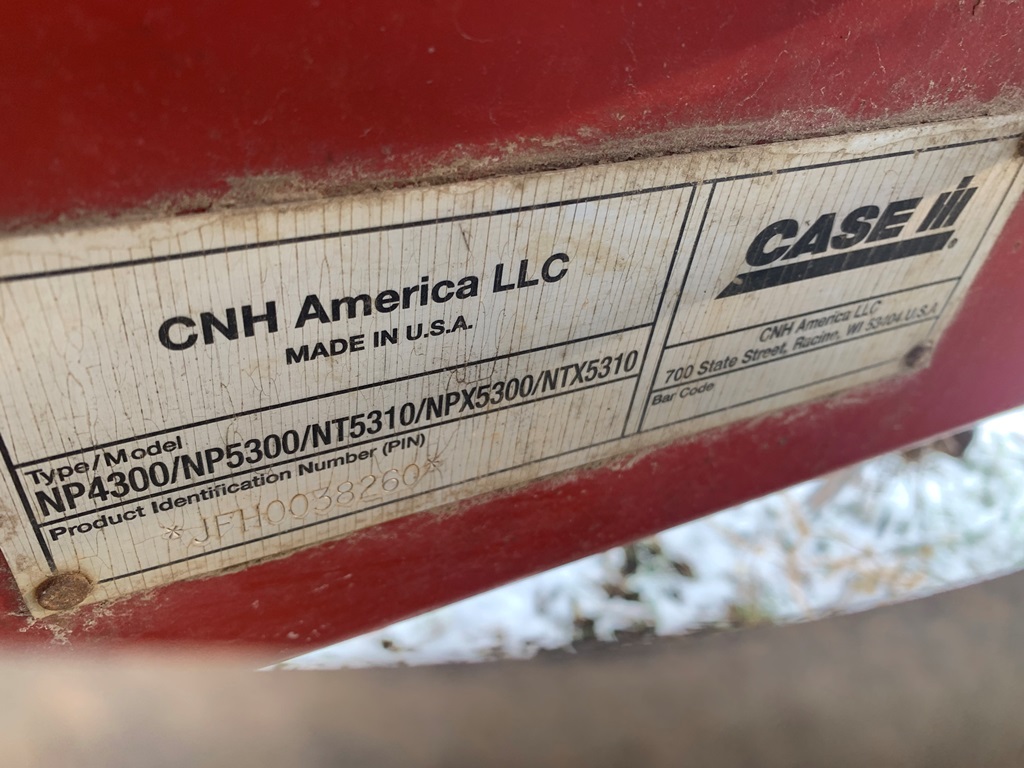 CNH America LLC
MADE IN U.S.A.
Type/Model
NP4300/NP5300/NT5310/NPX5300/NTX5310
Product Identification Number (PIN)
*JFH0038260*
CASE IH
CNH America LLC
700 State Street, Racine, WI 53404 U.S.A
Bar Code